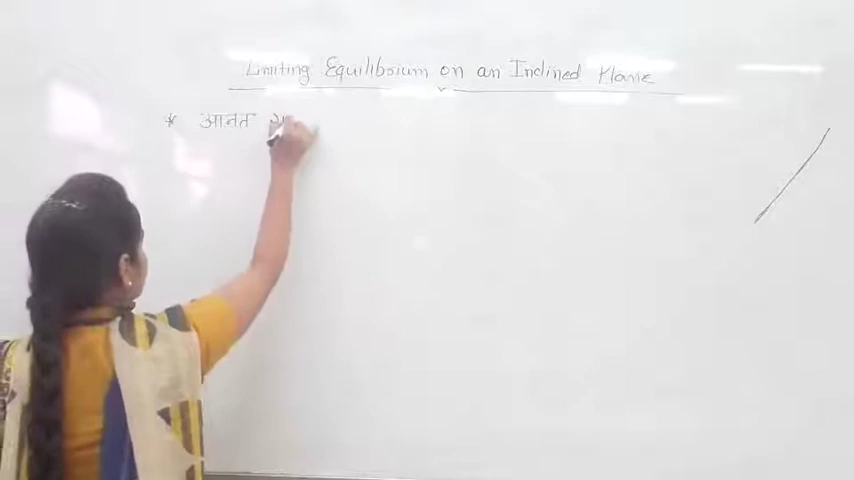 Limiting Equilibrium on an Inclined Plane
* आनत